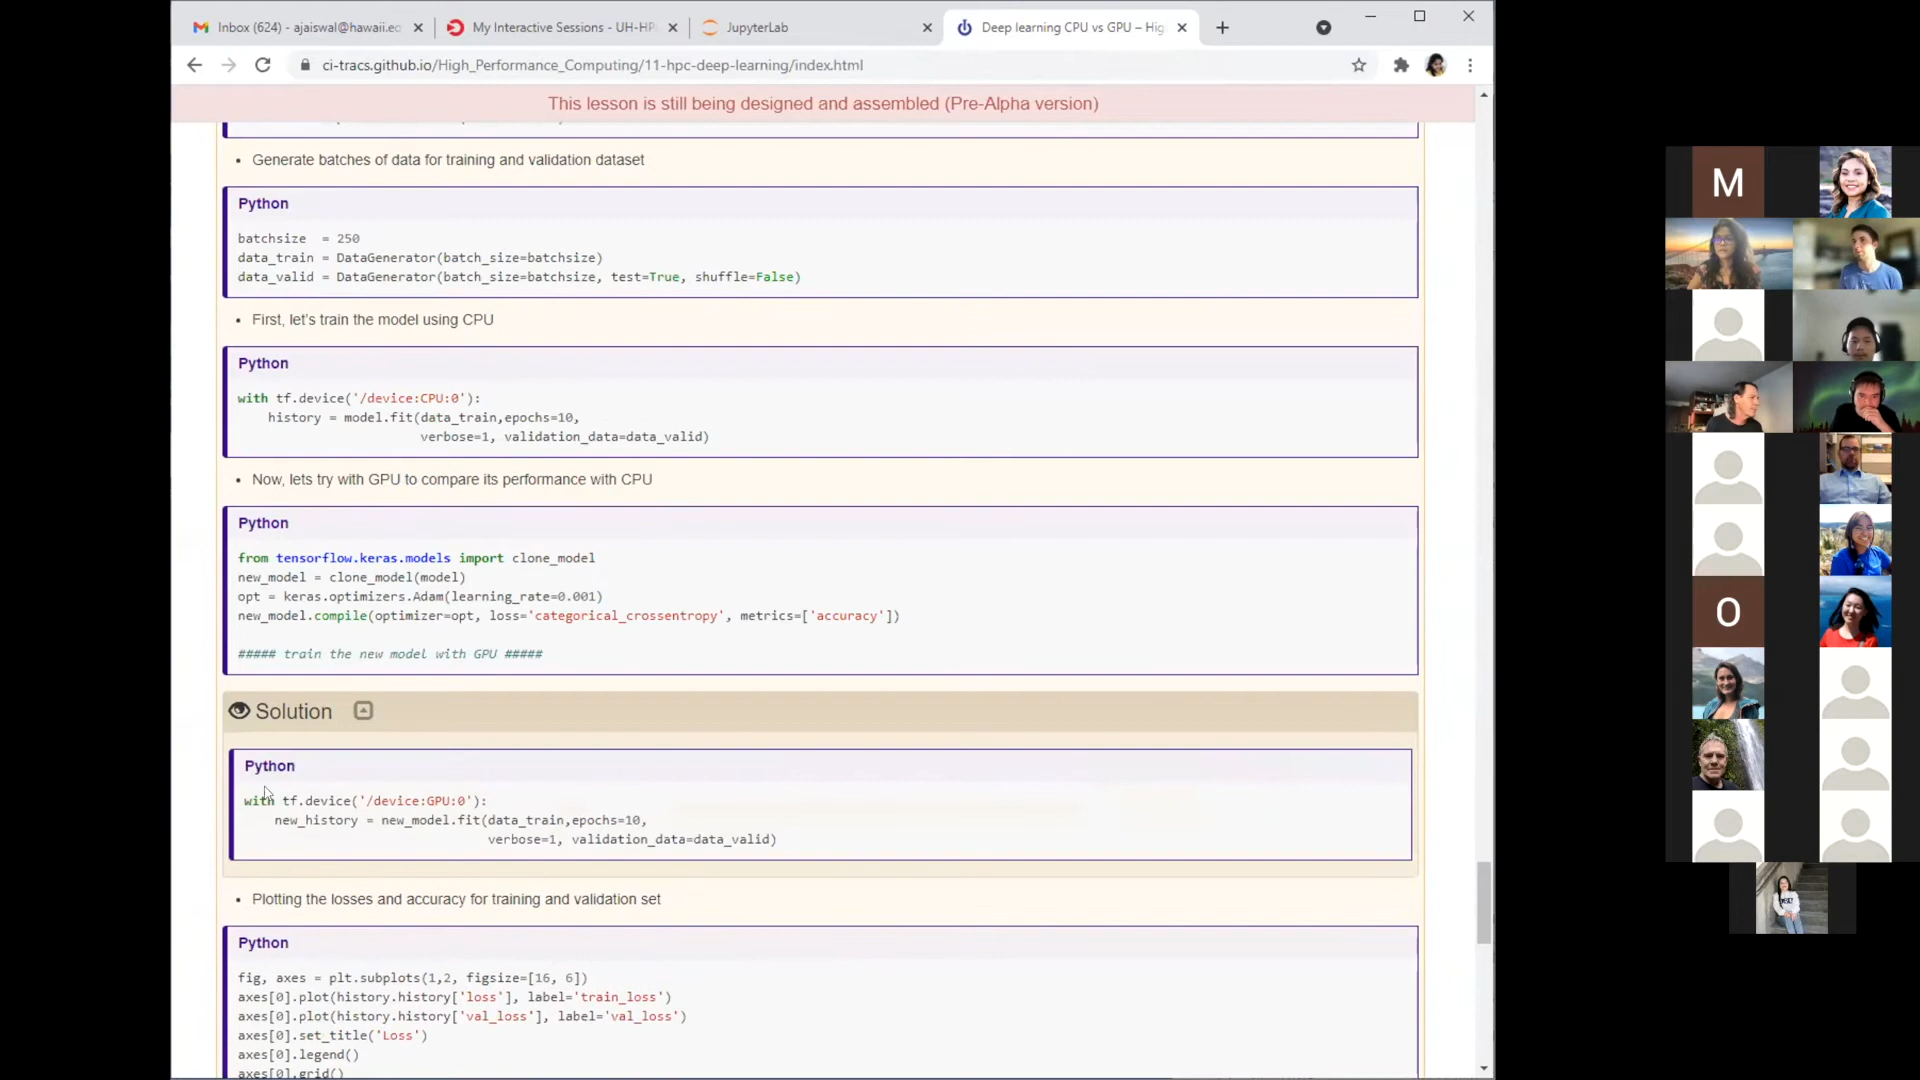 Inbox (624) - ajaiswal@hawaii.ed
My Interactive Sessions - UH-HP
JupyterLab
Deep learning CPU vs GPU – Hig
ci-tracs.github.io/High_Performance_Computing/11-hpc-deep-learning/index.html
This lesson is still being designed and assembled (Pre-Alpha version)
Generate batches of data for training and validation dataset
Python
batchsize  = 250
data_train = DataGenerator(batch_size=batchsize)
data_valid = DataGenerator(batch_size=batchsize, test=True, shuffle=False)
First, let's train the model using CPU
Python
with tf.device('/device:CPU:0'):
    history = model.fit(data_train,epochs=10,
                        verbose=1, validation_data=data_valid)
Now, lets try with GPU to compare its performance with CPU
Python
from tensorflow.keras.models import clone_model
new_model = clone_model(model)
opt = keras.optimizers.Adam(learning_rate=0.001)
new_model.compile(optimizer=opt, loss='categorical_crossentropy', metrics=['accuracy'])
##### train the new model with GPU #####
Solution
Python
with tf.device('/device:GPU:0'):
    new_history = new_model.fit(data_train,epochs=10,
                                verbose=1, validation_data=data_valid)
Plotting the losses and accuracy for training and validation set
Python
fig, axes = plt.subplots(1,2, figsize=[16, 6])
axes[0].plot(history.history['loss'], label='train_loss')
axes[0].plot(history.history['val_loss'], label='val_loss')
axes[0].set_title('Loss')
axes[0].legend()
axes[0].grid()
M
O